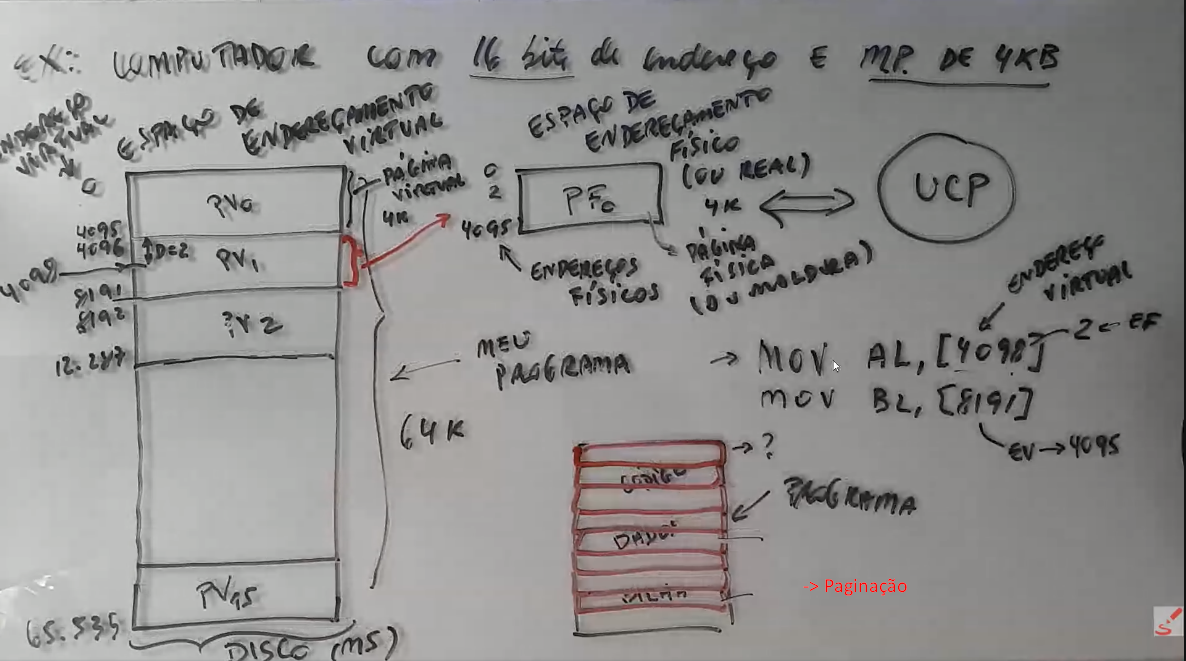 EX: COMPUTADOR COM 16 bits de endereço E MP. DE 4KB
ENDEREÇO
VIRTUAL
ESPAÇO DE
ENDEREÇAMENTO
VIRTUAL
0
PV0
4095
4096
D=2
4098
PV1
8191
8192
PV2
12.287
PV15
65.535
DISCO (MS)
PÁGINA
VIRTUAL
4K
64K
MEU
PROGRAMA
ESPAÇO DE
ENDEREÇAMENTO
FÍSICO
(OU REAL)
4K
0
2
4095
PF0
ENDEREÇOS
FÍSICOS
PÁGINA
FÍSICA
(OU MOLDURA)
UCP
ENDEREÇO
VIRTUAL
MOV AL, [4098] 2 ← EF
MOV BL, [8191]
EV → 4095
→ ?
CÓDIGO
DADOS
PROGRAMA
-> Paginação